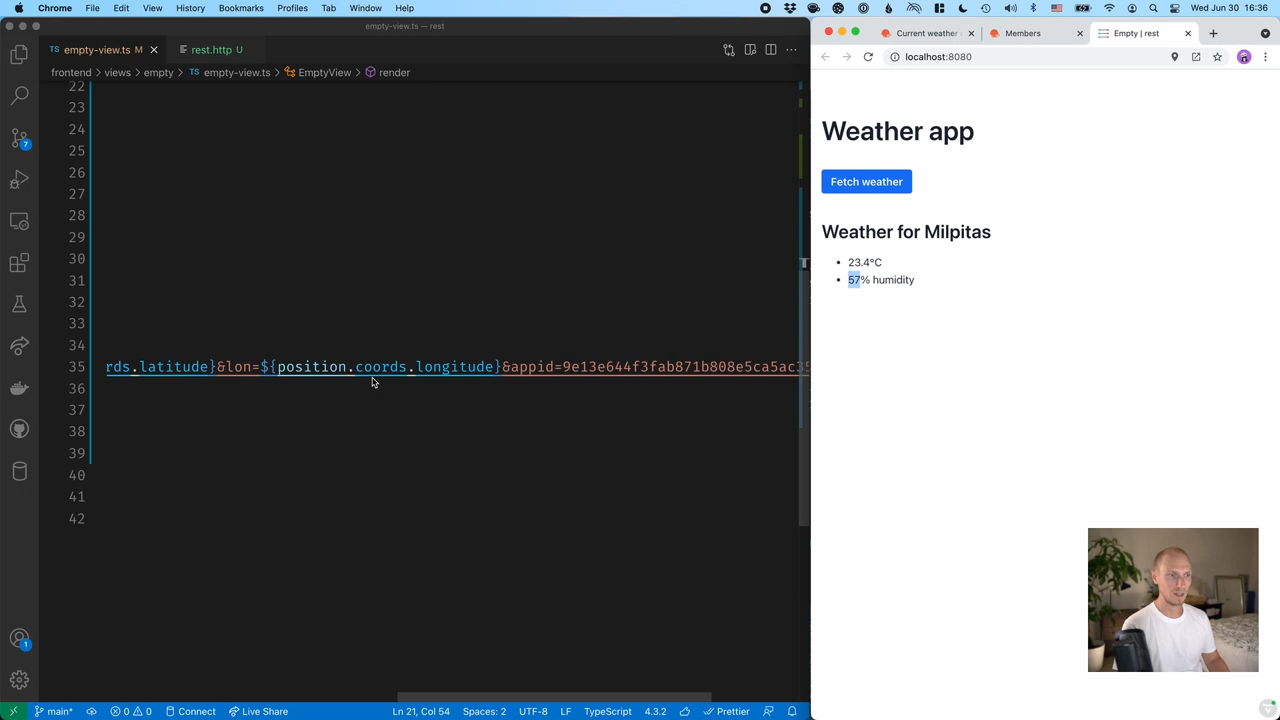 Chrome File Edit View History Bookmarks Profiles Tab Window Help Wed Jun 30 16:36
empty-view.ts — rest
TS empty-view.ts M
rest.http U
frontend > views > empty > TS empty-view.ts > EmptyView > render
22
23
24
25
26
27
28
29
30
31
32
33
34
35 rds.latitude}&lon=${position.coords.longitude}&appid=9e13e644f3fab871b808e5ca5ac35
36
37
38
39
40
41
42
7
1
main* 0 0 Connect Live Share Ln 21, Col 54 Spaces: 2 UTF-8 LF TypeScript 4.3.2 Prettier
Current weather
Members
Empty | rest
localhost:8080
Weather app
Fetch weather
Weather for Milpitas
• 23.4°C
• 57% humidity